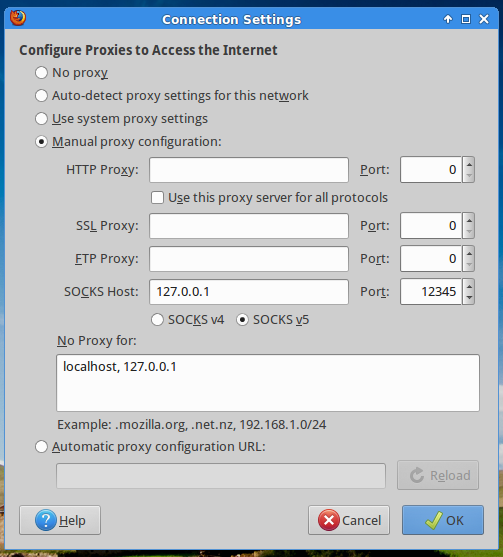 Connection Settings
Configure Proxies to Access the Internet
No proxy
Auto-detect proxy settings for this network
Use system proxy settings
Manual proxy configuration:
HTTP Proxy: Port: 0
Use this proxy server for all protocols
SSL Proxy: Port: 0
FTP Proxy: Port: 0
SOCKS Host: 127.0.0.1 Port: 12345
SOCKS v4 SOCKS v5
No Proxy for:
localhost, 127.0.0.1
Example: .mozilla.org, .net.nz, 192.168.1.0/24
Automatic proxy configuration URL:
Reload
Help Cancel OK